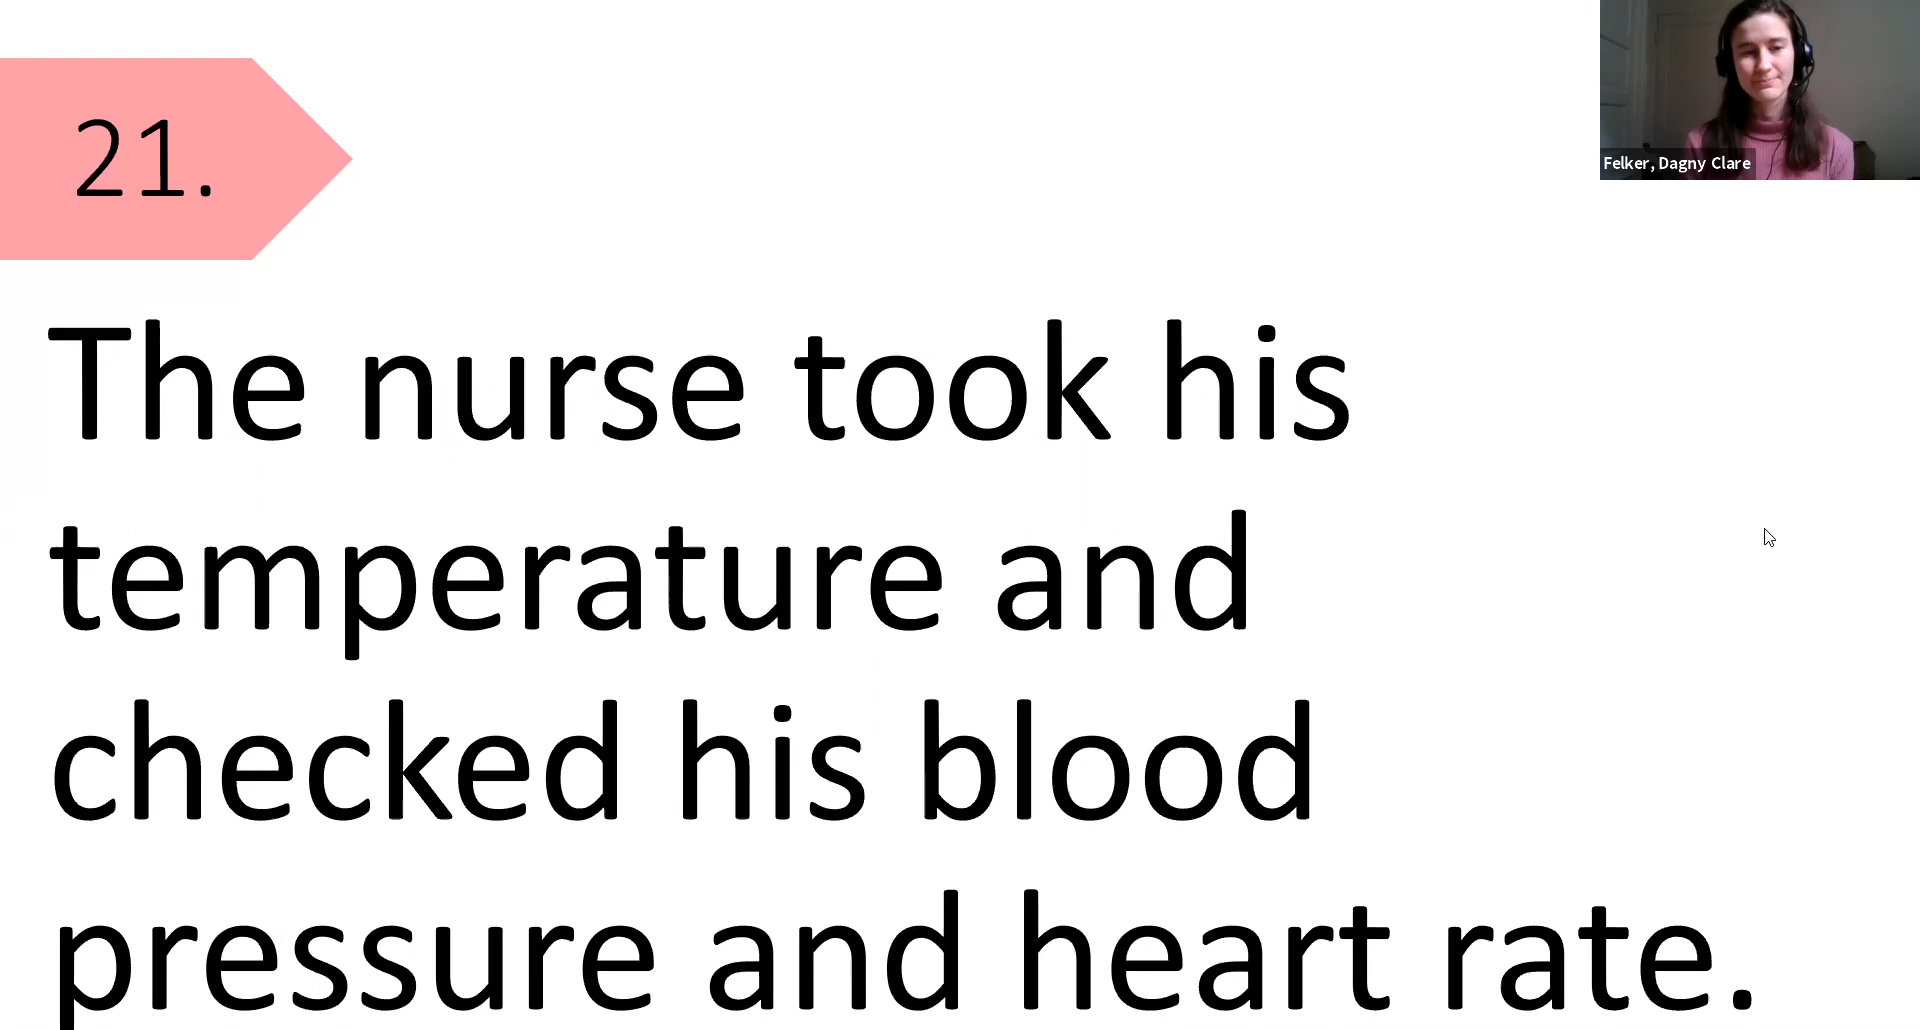 21.
Felker, Dagny Clare
The nurse took his
temperature and
checked his blood
pressure and heart rate.